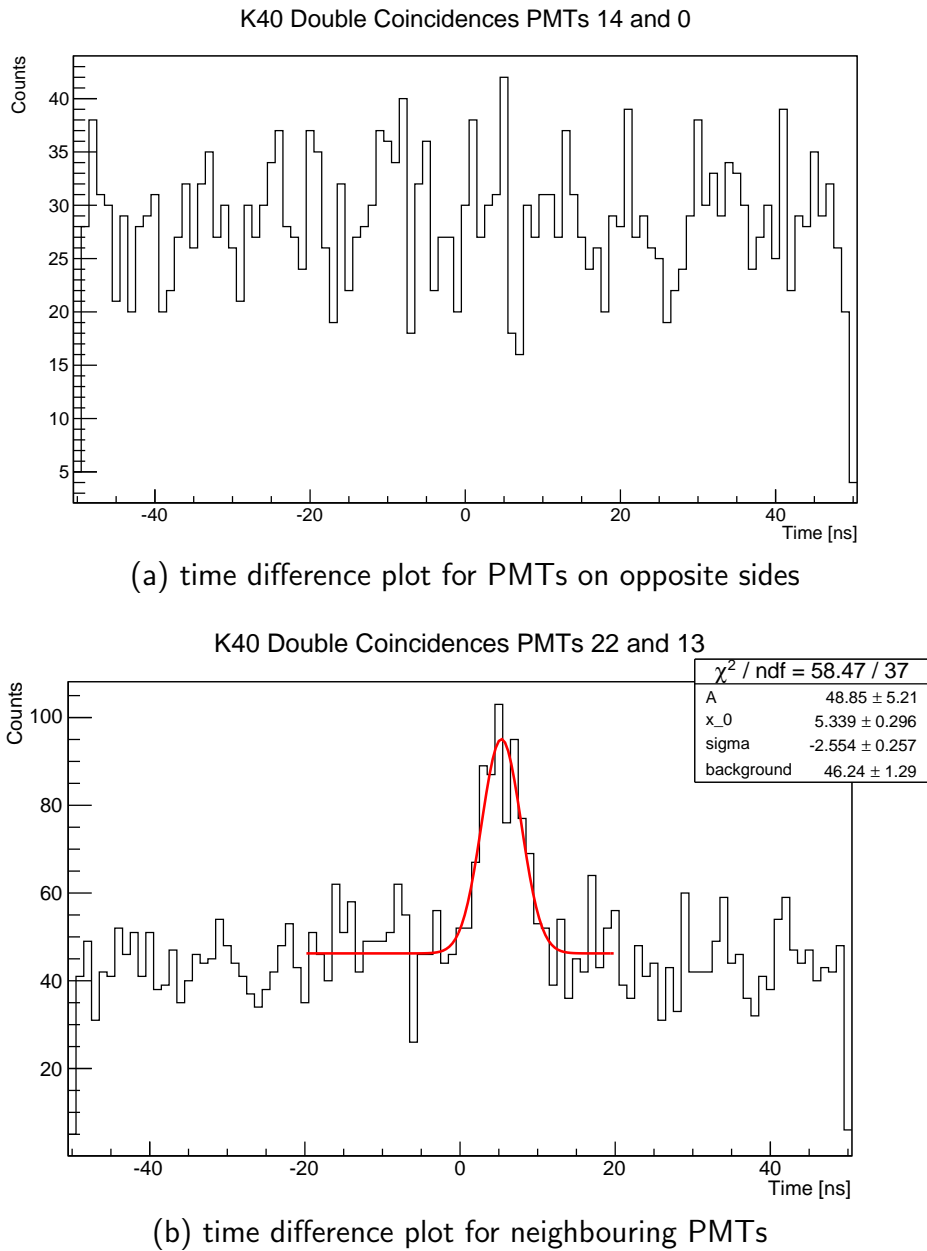 K40 Double Coincidences PMTs 14 and 0
Counts
40
35
30
25
20
15
10
5
-40 -20 0 20 40
Time [ns]
(a) time difference plot for PMTs on opposite sides
K40 Double Coincidences PMTs 22 and 13
χ² / ndf = 58.47 / 37
A 48.85 ± 5.21
x_0 5.339 ± 0.296
sigma -2.554 ± 0.257
background 46.24 ± 1.29
Counts
100
80
60
40
20
-40 -20 0 20 40
Time [ns]
(b) time difference plot for neighbouring PMTs